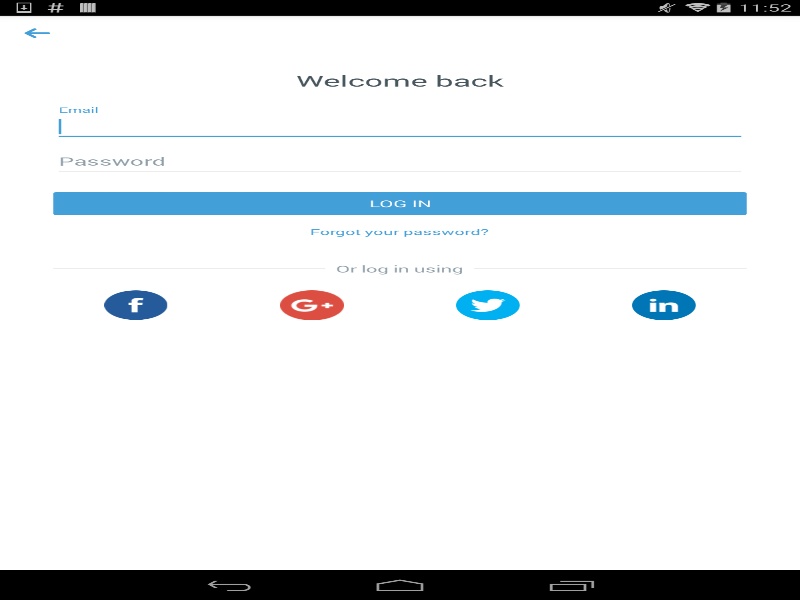 # 11:52
Welcome back
Email
Password
LOG IN
Forgot your password?
Or log in using
f G+ in